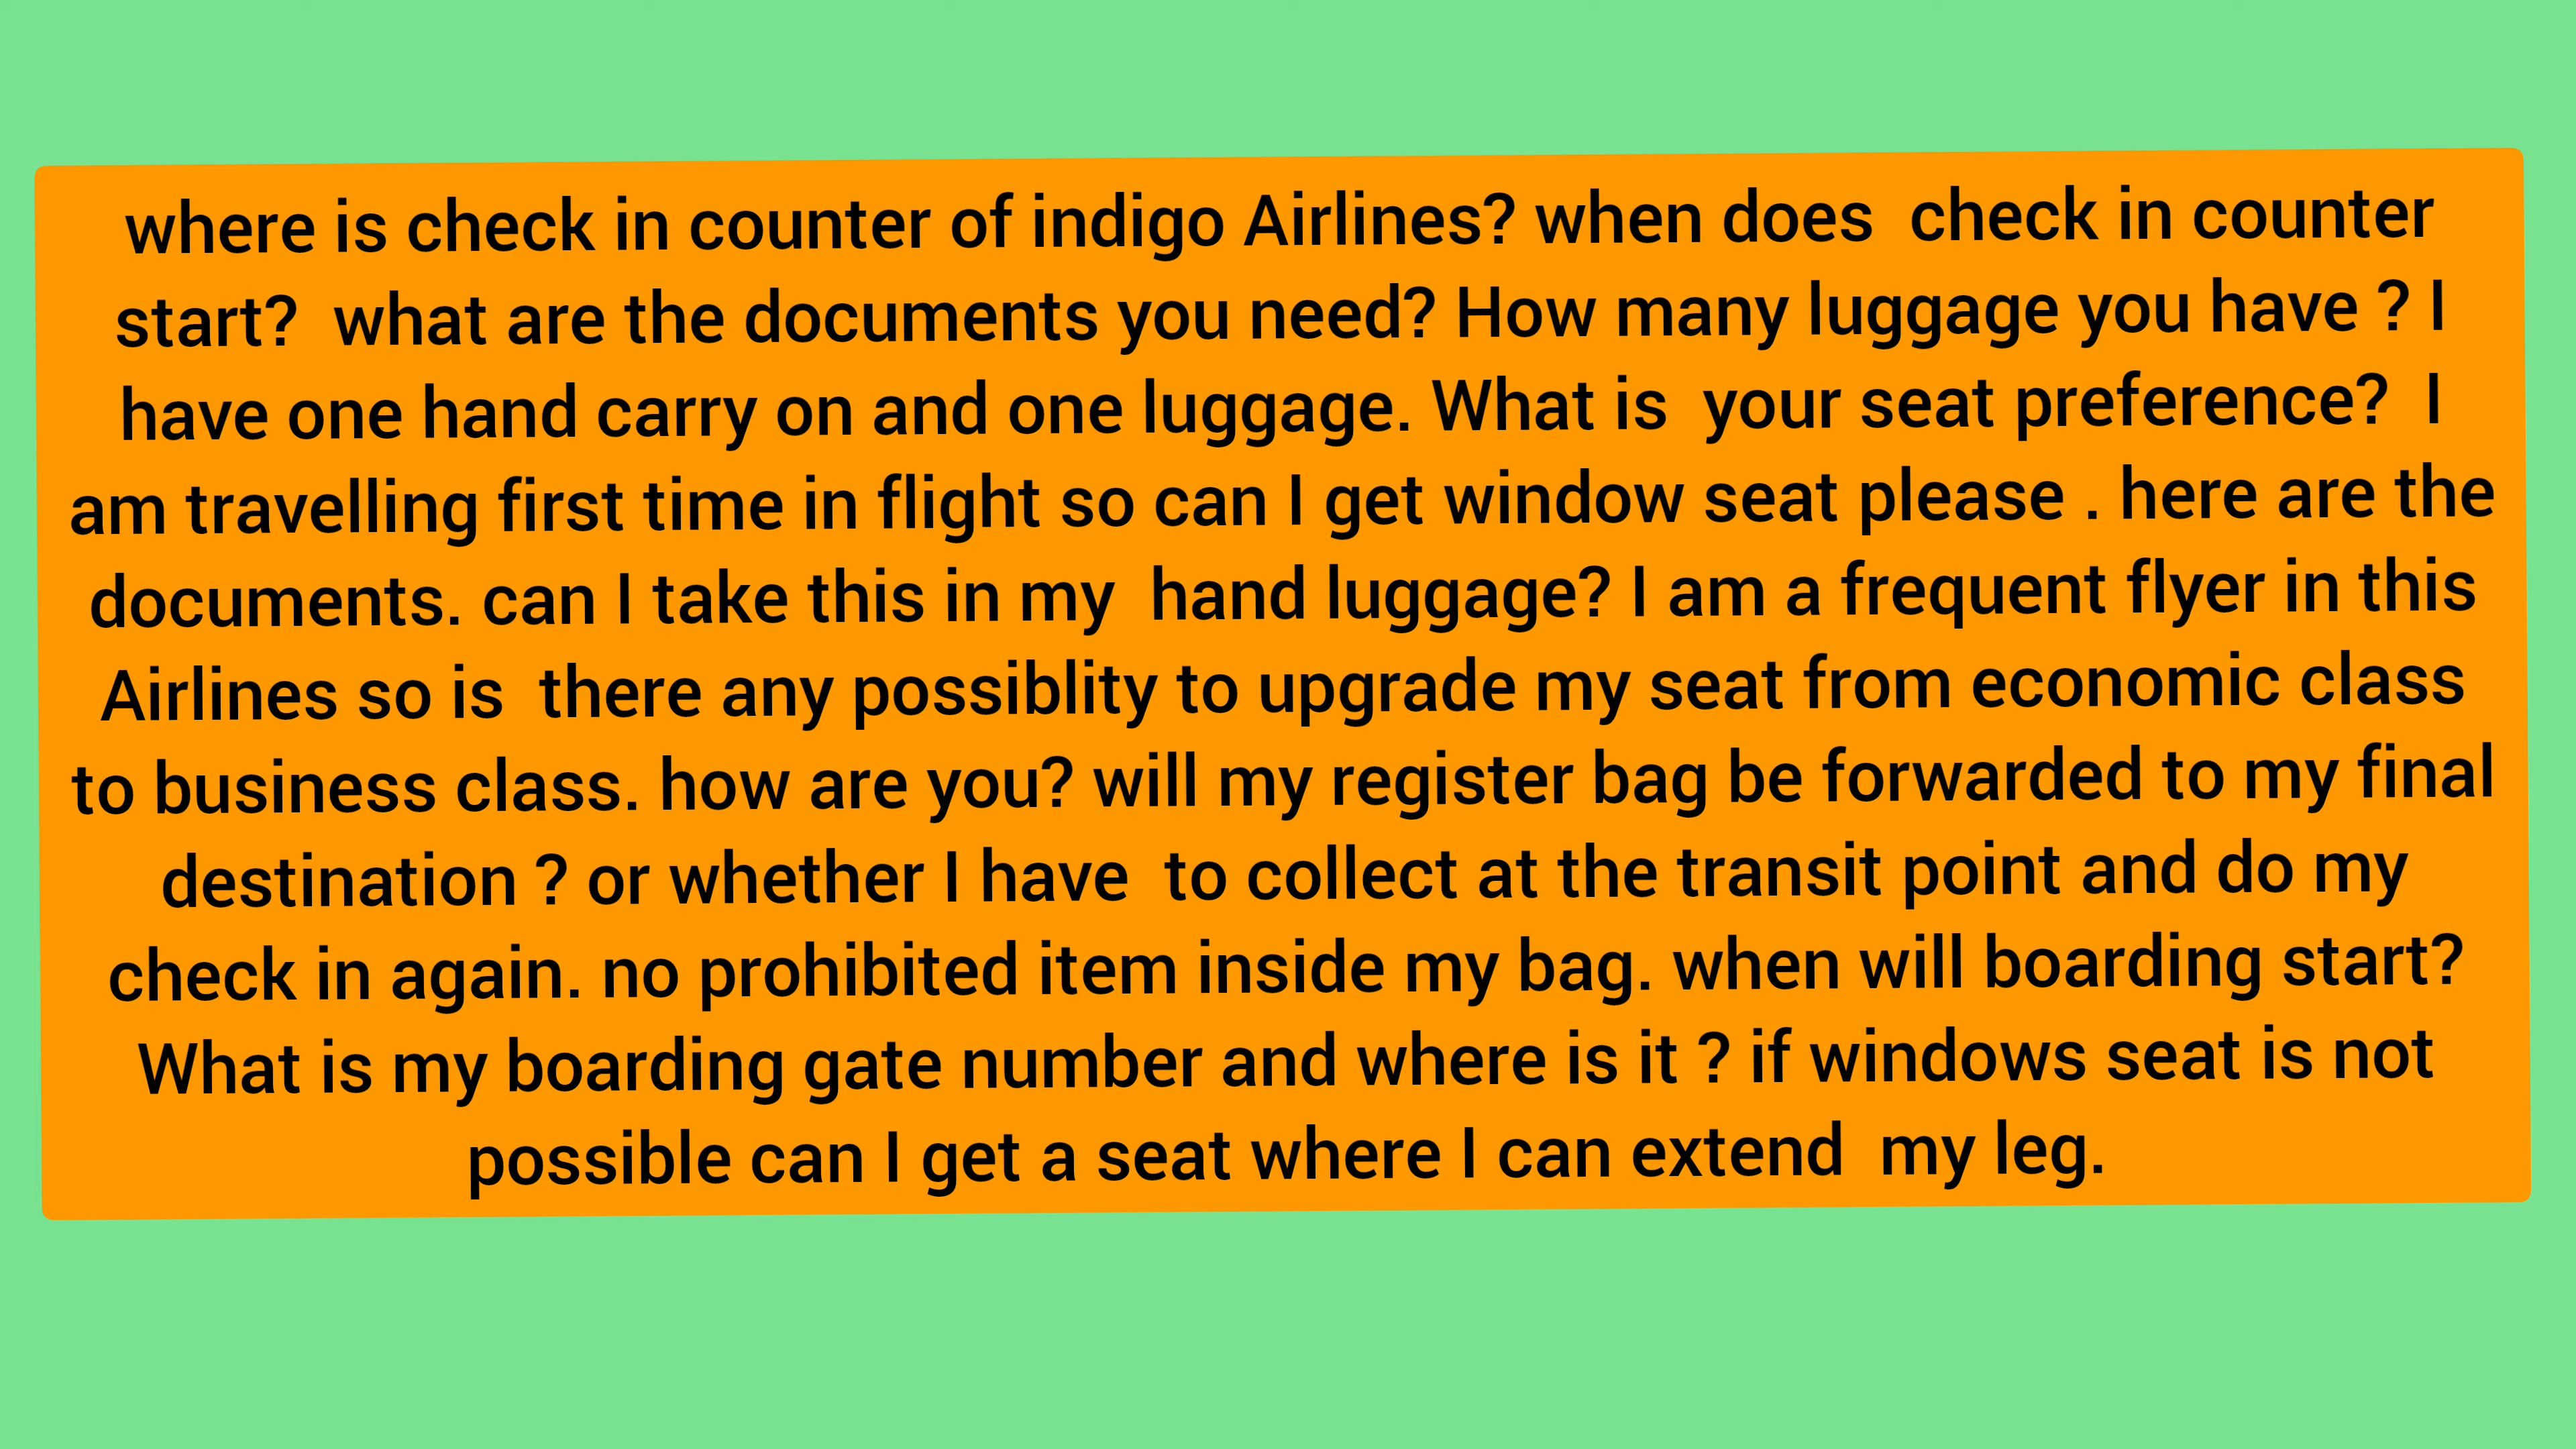 where is check in counter of indigo Airlines? when does  check in counter
start?  what are the documents you need? How many luggage you have ? I
have one hand carry on and one luggage. What is  your seat preference?  I
am travelling first time in flight so can I get window seat please . here are the
documents. can I take this in my  hand luggage? I am a frequent flyer in this
Airlines so is  there any possiblity to upgrade my seat from economic class
to business class. how are you? will my register bag be forwarded to my final
destination ? or whether I have  to collect at the transit point and do my
check in again. no prohibited item inside my bag. when will boarding start?
What is my boarding gate number and where is it ? if windows seat is not
possible can I get a seat where I can extend  my leg.